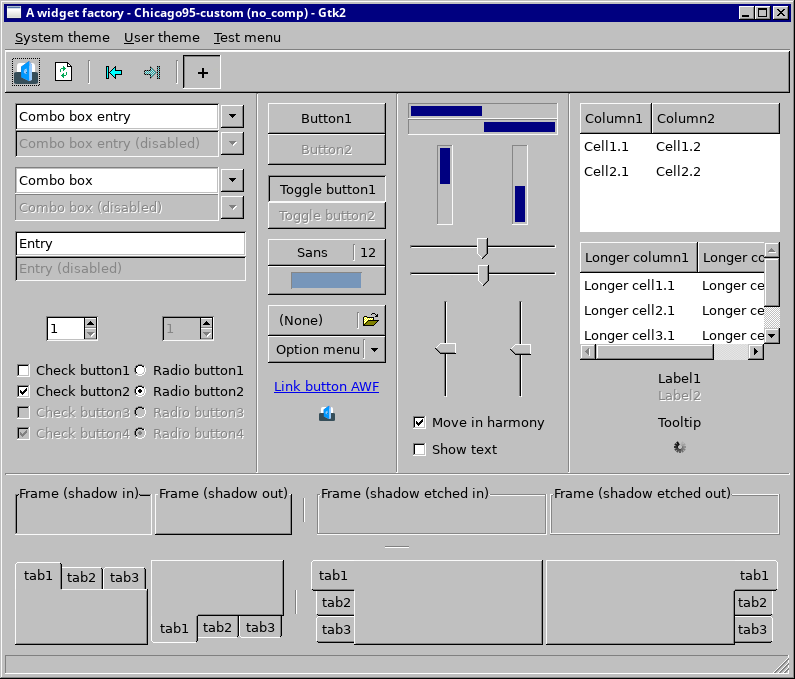 A widget factory - Chicago95-custom (no_comp) - Gtk2
System theme User theme Test menu
Combo box entry
Combo box entry (disabled)
Combo box
Combo box (disabled)
Entry
Entry (disabled)
1 1
Check button1 Radio button1
Check button2 Radio button2
Check button3 Radio button3
Check button4 Radio button4
Button1
Button2
Toggle button1
Toggle button2
Sans 12
(None)
Option menu
Link button AWF
Move in harmony
Show text
Column1 Column2
Cell1.1 Cell1.2
Cell2.1 Cell2.2
Longer column1 Longer co
Longer cell1.1 Longer ce
Longer cell2.1 Longer ce
Longer cell3.1 Longer ce
Label1
Label2
Tooltip
Frame (shadow in) Frame (shadow out) Frame (shadow etched in) Frame (shadow etched out)
tab1 tab2 tab3
tab1 tab2 tab3
tab1
tab2
tab3
tab1
tab2
tab3